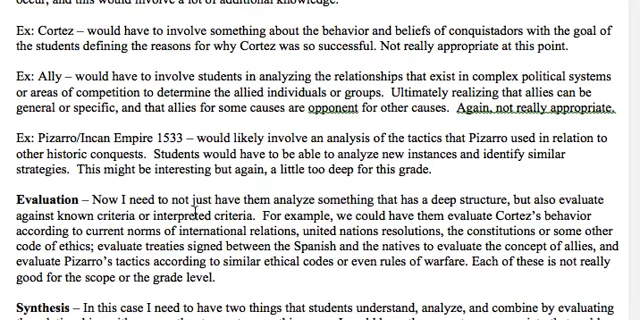 occur, and this would involve a lot of additional knowledge.
Ex: Cortez – would have to involve something about the behavior and beliefs of conquistadors with the goal of
the students defining the reasons for why Cortez was so successful. Not really appropriate at this point.
Ex: Ally – would have to involve students in analyzing the relationships that exist in complex political systems
or areas of competition to determine the allied individuals or groups.  Ultimately realizing that allies can be
general or specific, and that allies for some causes are opponent for other causes.  Again, not really appropriate.
Ex: Pizarro/Incan Empire 1533 – would likely involve an analysis of the tactics that Pizarro used in relation to
other historic conquests.  Students would have to be able to analyze new instances and identify similar
strategies.  This might be interesting but again, a little too deep for this grade.
Evaluation – Now I need to not just have them analyze something that has a deep structure, but also evaluate
against known criteria or interpreted criteria.  For example, we could have them evaluate Cortez's behavior
according to current norms of international relations, united nations resolutions, the constitutions or some other
code of ethics; evaluate treaties signed between the Spanish and the natives to evaluate the concept of allies, and
evaluate Pizarro's tactics according to similar ethical codes or even rules of warfare. Each of these is not really
good for the scope or the grade level.
Synthesis – In this case I need to have two things that students understand, analyze, and combine by evaluating